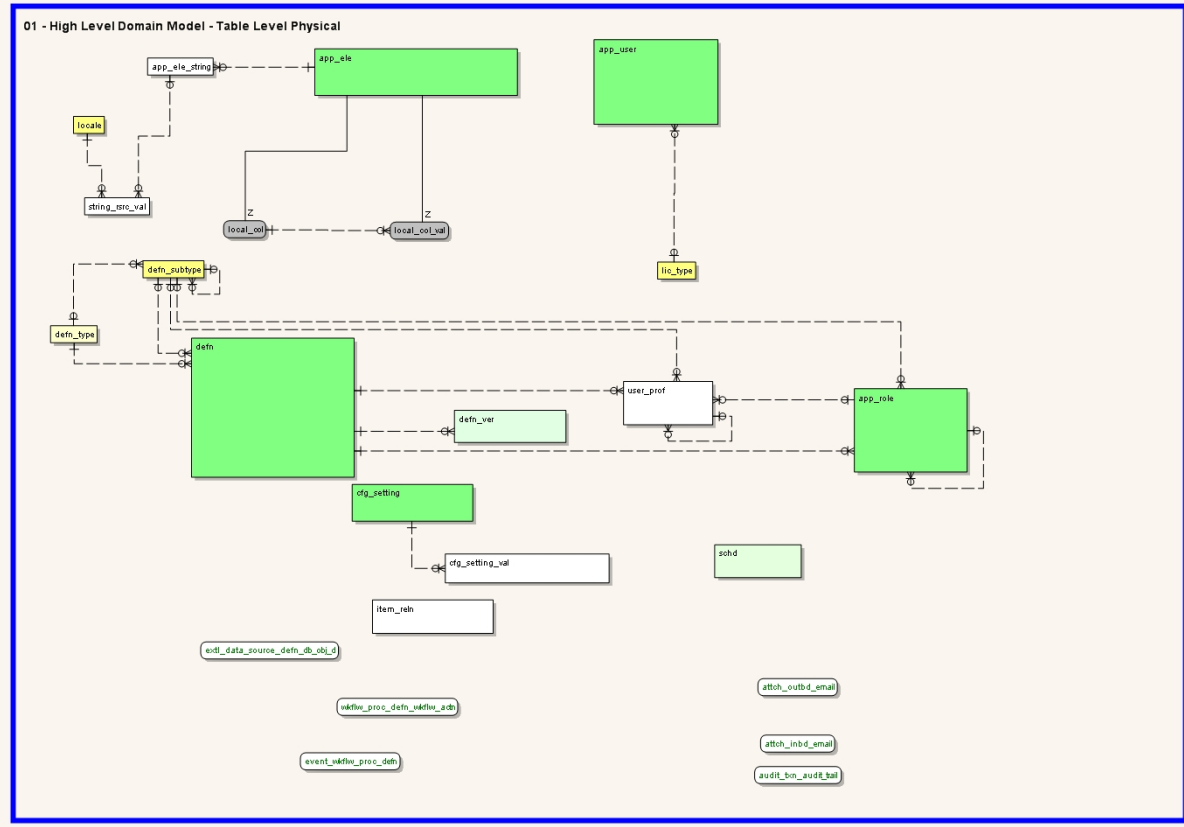 01 - High Level Domain Model - Table Level Physical
app_ele
app_user
app_ele_string
locale
string_rsrc_val
Z
Z
local_col
local_col_val
defn_subtype
lic_type
defn_type
defn
user_prof
app_role
defn_ver
cfg_setting
schd
cfg_setting_val
item_reln
extl_data_source_defn_db_obj_d
attch_outbd_email
wkflw_proc_defn_wkflw_actn
attch_inbd_email
event_wkflw_proc_defn
audit_txn_audit_trail